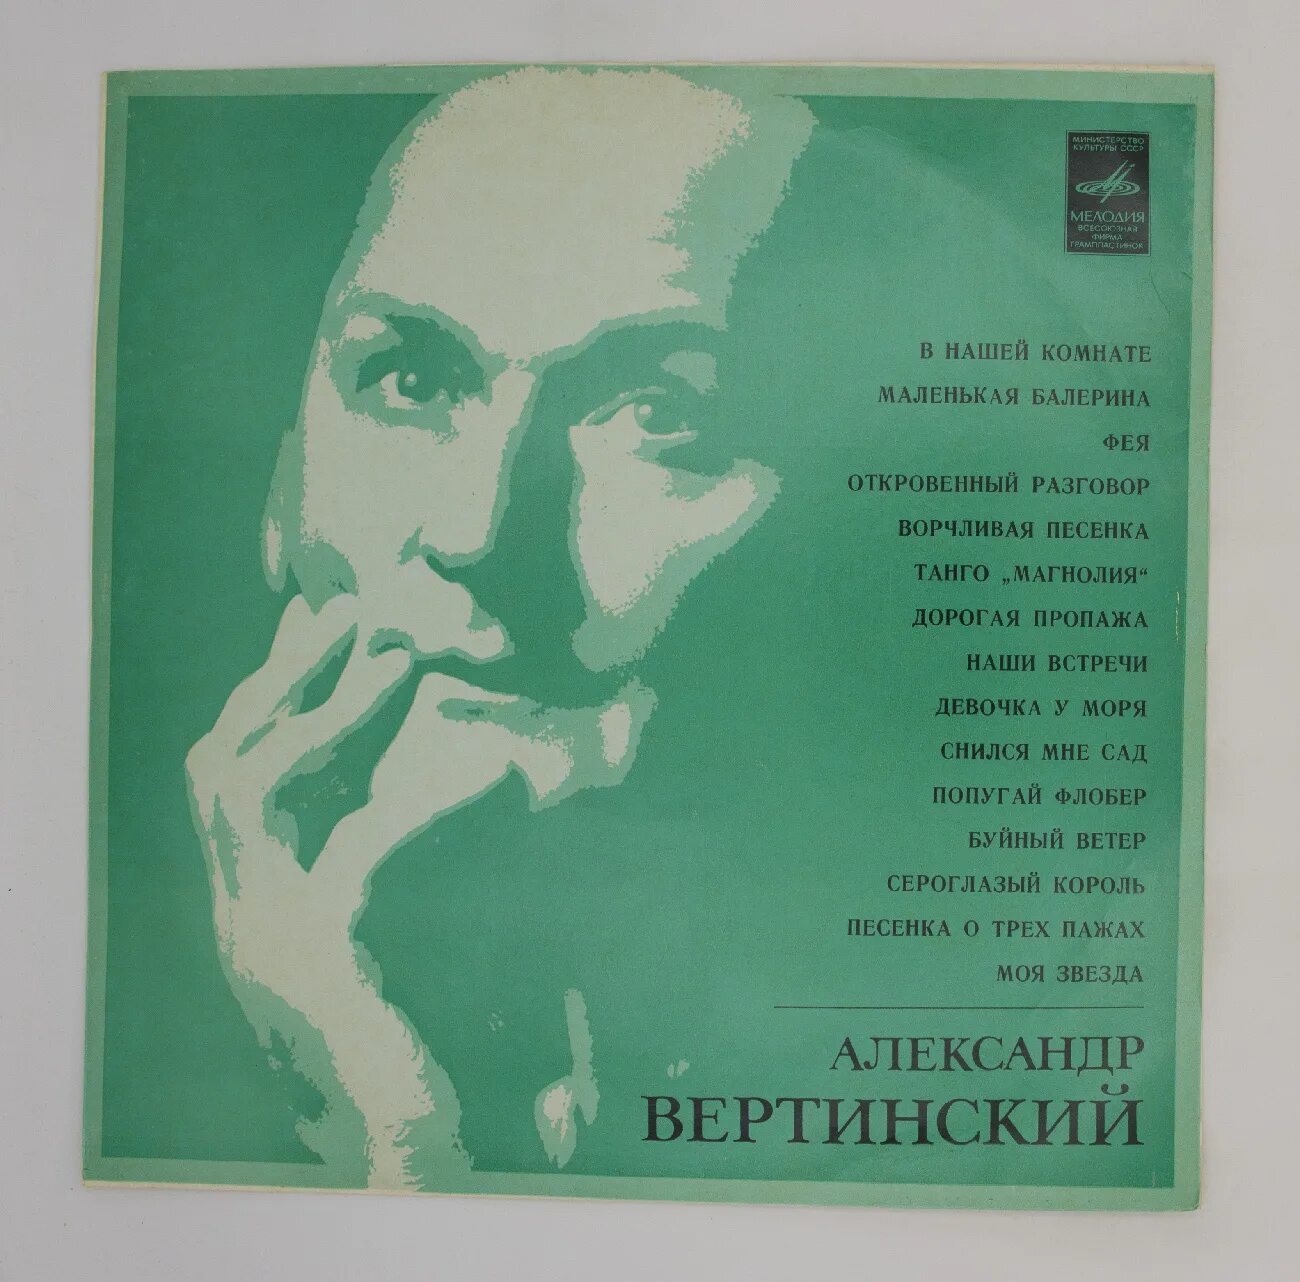 МИНИСТЕРСТВО
КУЛЬТУРЫ СССР
МЕЛОДИЯ
ВСЕСОЮЗНАЯ
ФИРМА
ГРАМПЛАСТИНОК
В НАШЕЙ КОМНАТЕ
МАЛЕНЬКАЯ БАЛЕРИНА
ФЕЯ
ОТКРОВЕННЫЙ РАЗГОВОР
ВОРЧЛИВАЯ ПЕСЕНКА
ТАНГО „МАГНОЛИЯ“
ДОРОГАЯ ПРОПАЖА
НАШИ ВСТРЕЧИ
ДЕВОЧКА У МОРЯ
СНИЛСЯ МНЕ САД
ПОПУГАЙ ФЛОБЕР
БУЙНЫЙ ВЕТЕР
СЕРОГЛАЗЫЙ КОРОЛЬ
ПЕСЕНКА О ТРЕХ ПАЖАХ
МОЯ ЗВЕЗДА
АЛЕКСАНДР
ВЕРТИНСКИЙ